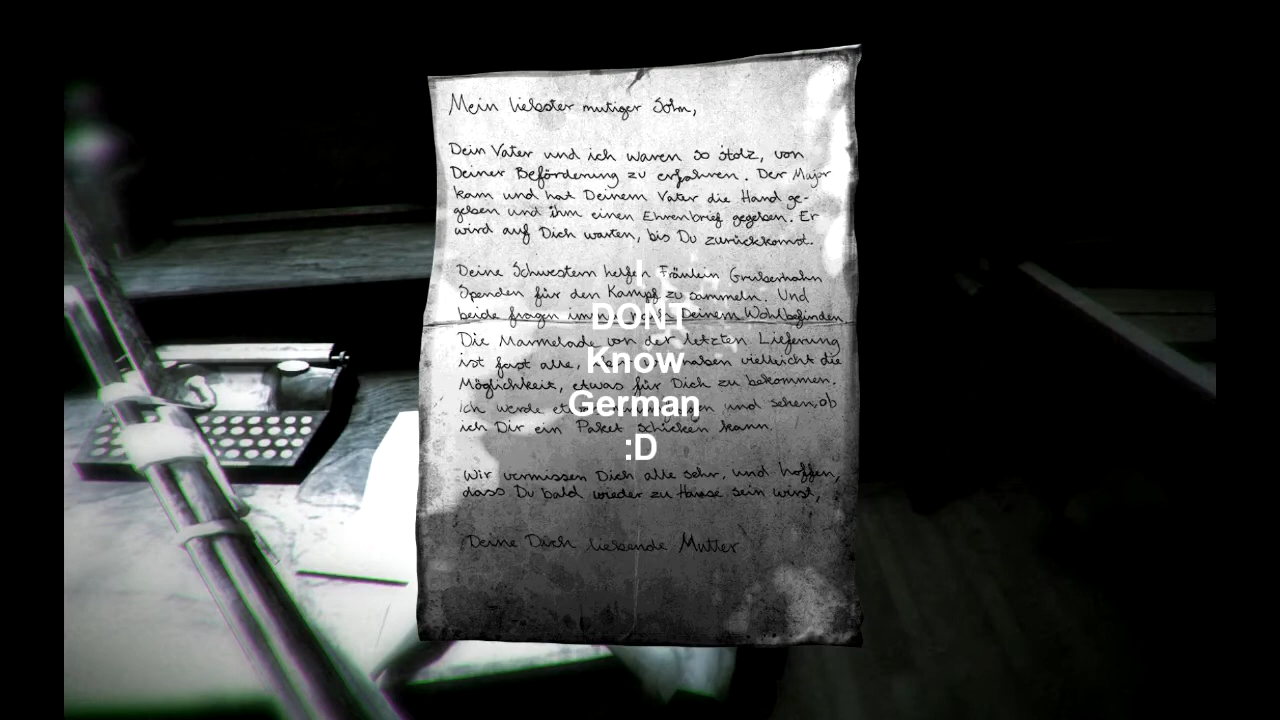 Mein liebster mutiger Sohn,
Dein Vater und ich waren so stolz, von
Deiner Beförderung zu erfahren. Der Major
kam und hat Deinem Vater die Hand ge-
geben und ihm einen Ehrenbrief gegeben. Er
wird auf Dich warten, bis Du zurückkomst.
Deine Schwestern helfen Fräulein Gruberhahn
Spenden für den Kampf zu sammeln. Und
beide fragen nach Deinem Wohlbefinden
Die Marmelade von der letzten Lieferung
ist fast alle, wir haben vielleicht die
Möglichkeit, etwas für Dich zu bekommen.
Ich werde und sehen, ob
ich Dir ein Paket schicken kann.
Wir vermissen Dich alle sehr, und hoffen,
dass Du bald wieder zu Hause sein wirst,
Deine Dich liebende Mutter
I
DONT
Know
German
:D